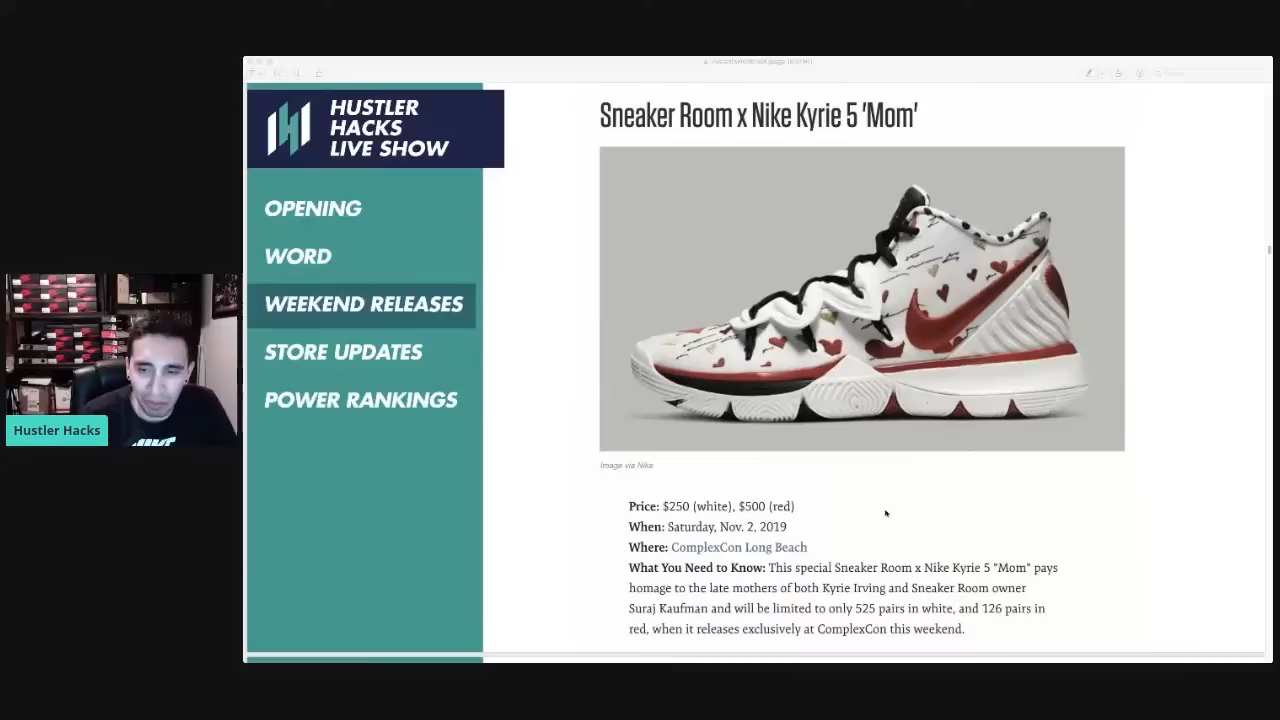 HUSTLER
HACKS
LIVE SHOW
OPENING
WORD
WEEKEND RELEASES
STORE UPDATES
POWER RANKINGS
Hustler Hacks
Sneaker Room x Nike Kyrie 5 'Mom'
Image via Nike
Price: $250 (white), $500 (red)
When: Saturday, Nov. 2, 2019
Where: ComplexCon Long Beach
What You Need to Know: This special Sneaker Room x Nike Kyrie 5 "Mom" pays
homage to the late mothers of both Kyrie Irving and Sneaker Room owner
Suraj Kaufman and will be limited to only 525 pairs in white, and 126 pairs in
red, when it releases exclusively at ComplexCon this weekend.